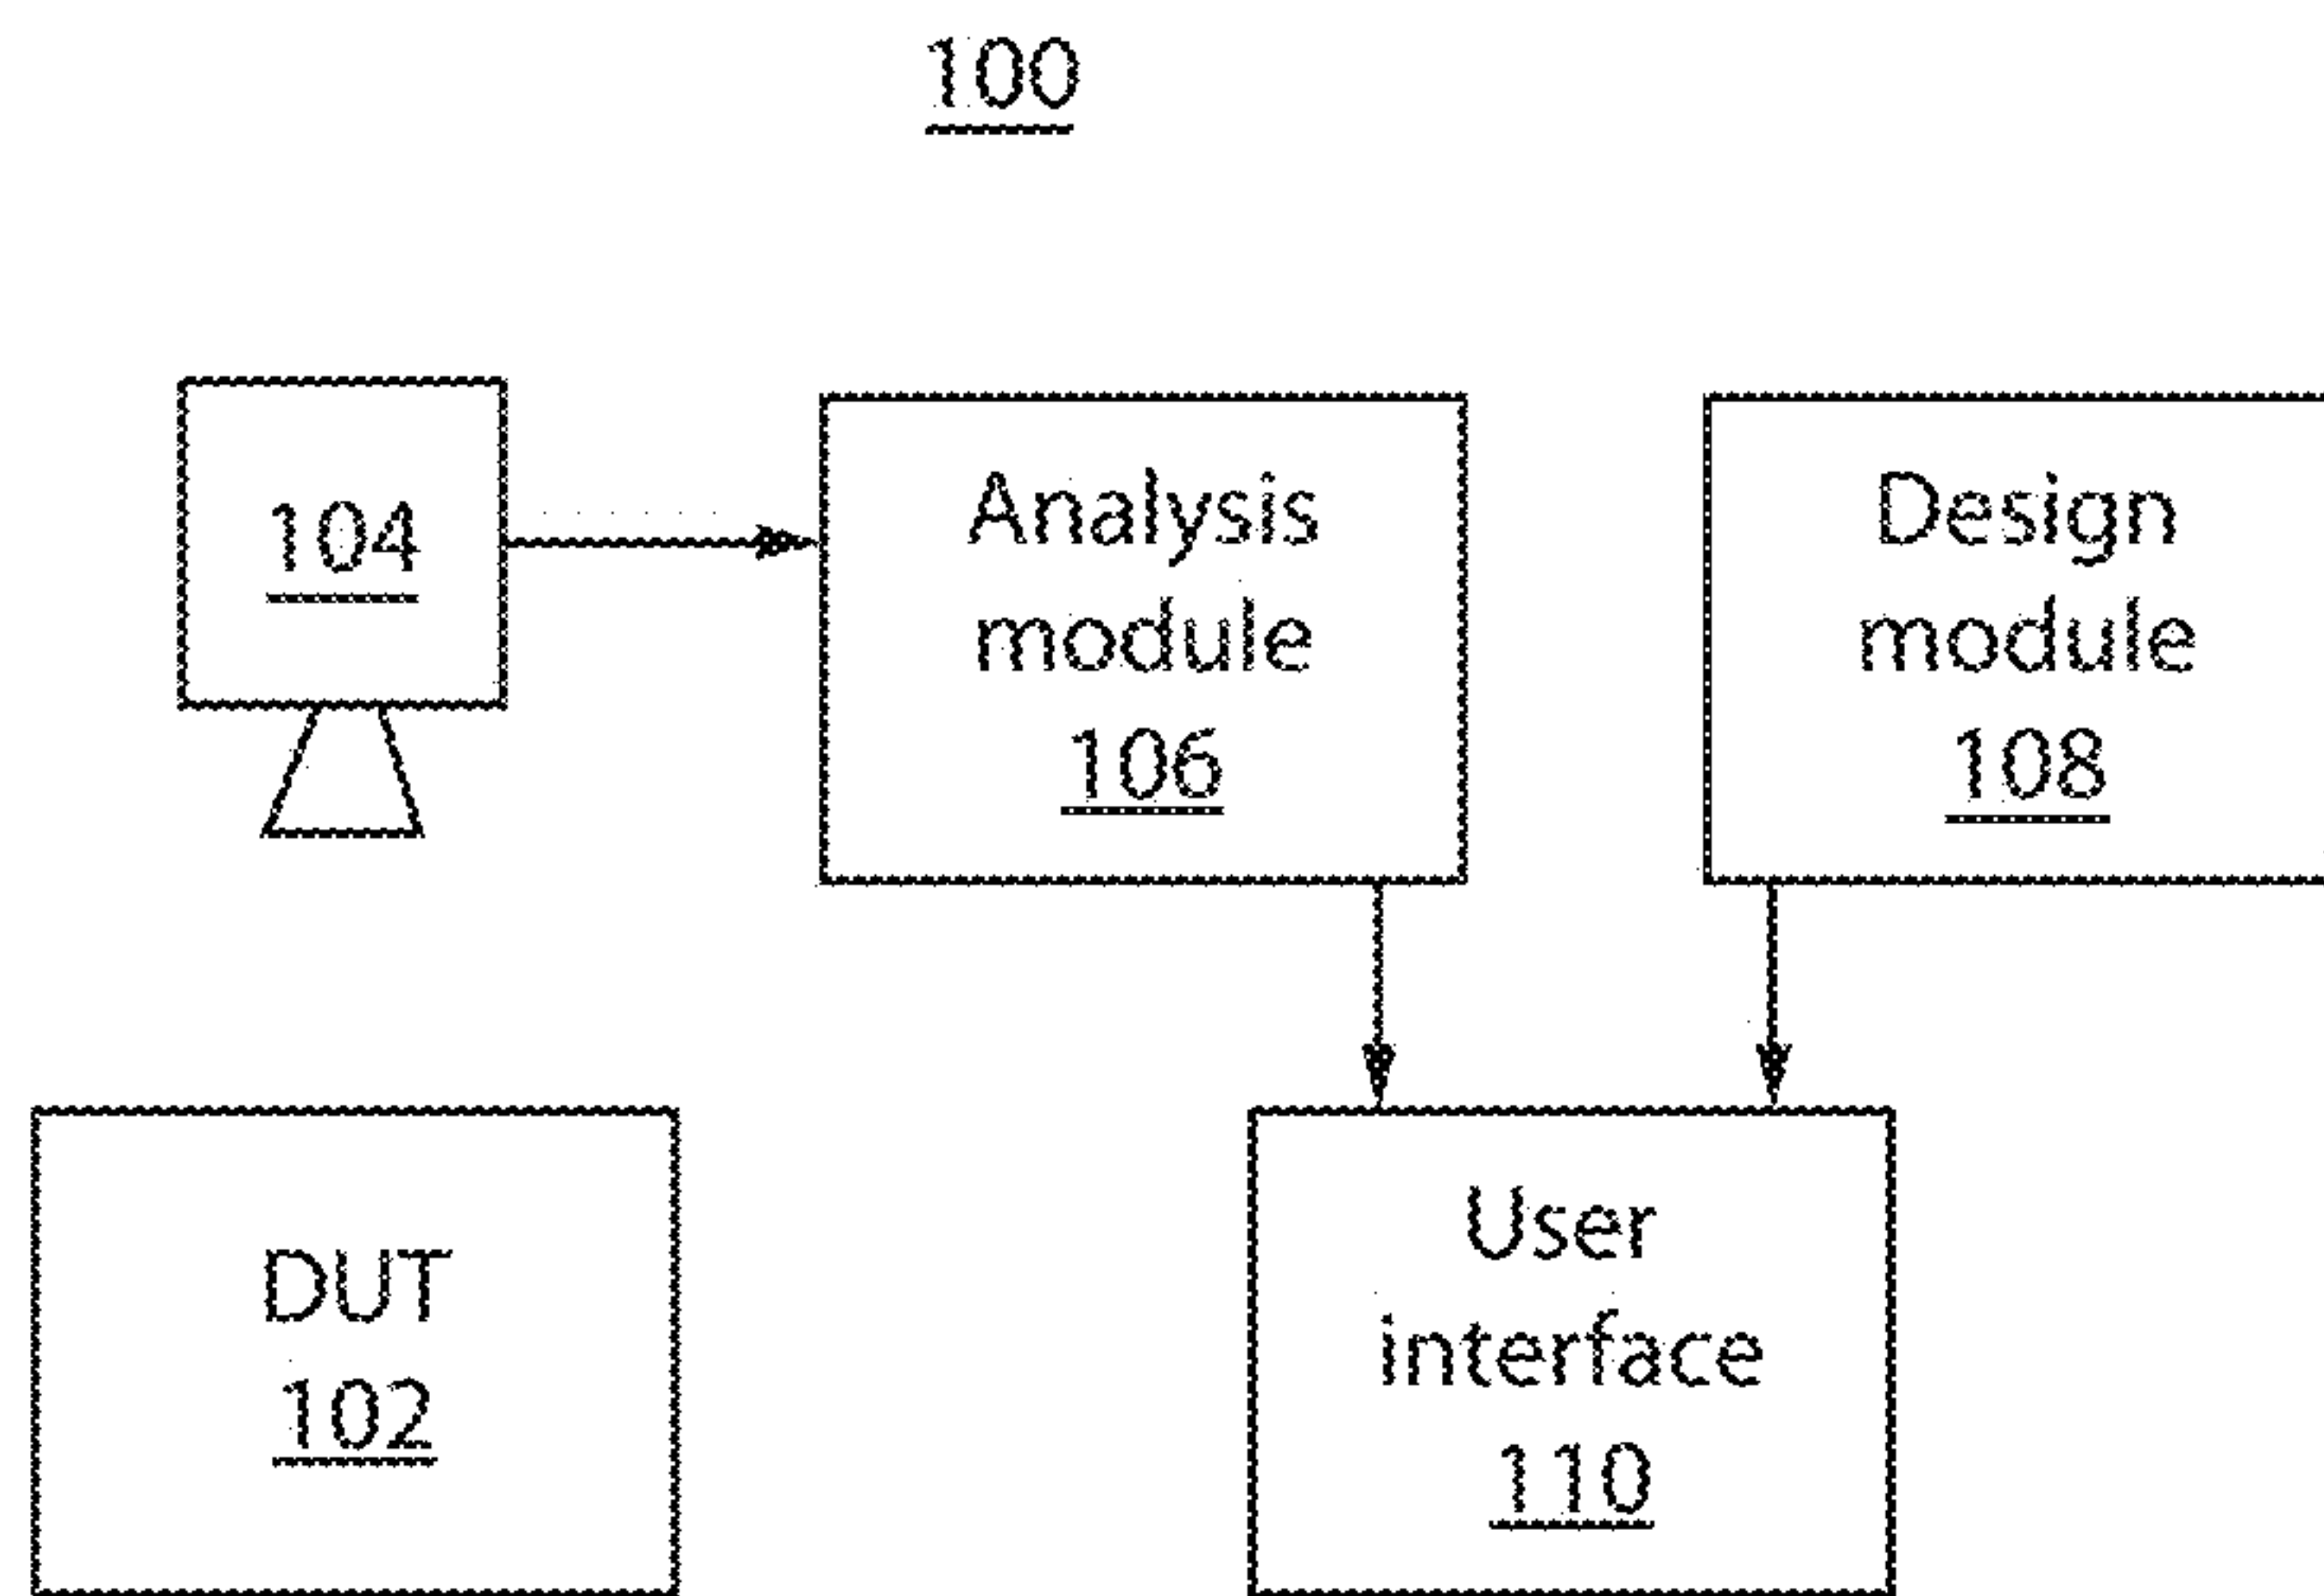 100
104
Analysis
module
106
Design
module
108
DUT
102
User
interface
110